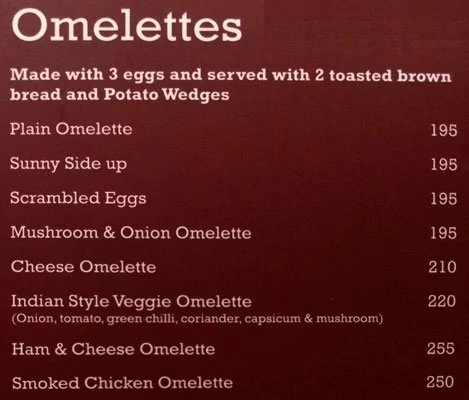 Omelettes
Made with 3 eggs and served with 2 toasted brown
bread and Potato Wedges
Plain Omelette 195
Sunny Side up 195
Scrambled Eggs 195
Mushroom & Onion Omelette 195
Cheese Omelette 210
Indian Style Veggie Omelette 220
(Onion, tomato, green chilli, coriander, capsicum & mushroom)
Ham & Cheese Omelette 255
Smoked Chicken Omelette 250